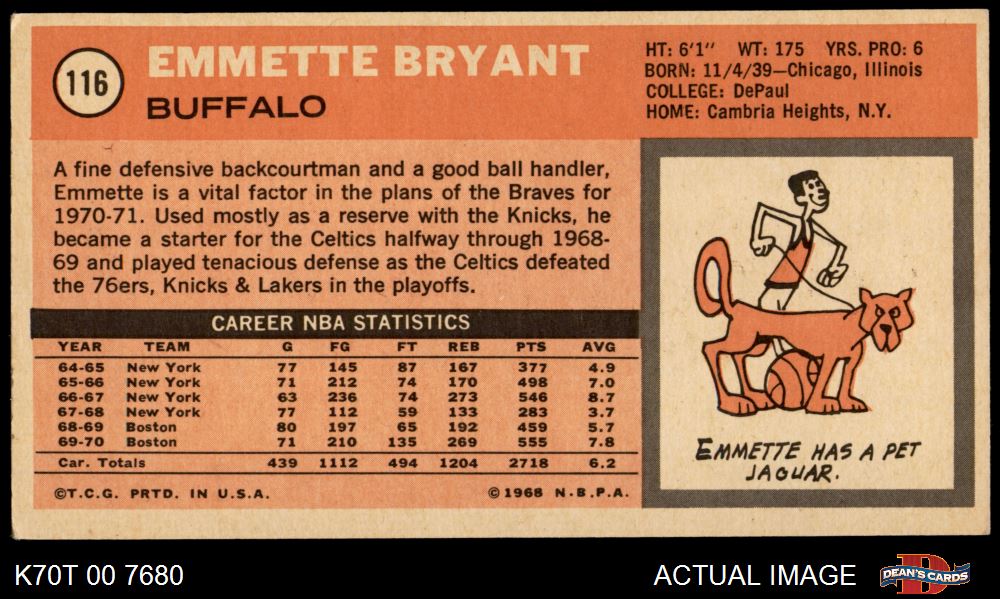 116
EMMETTE BRYANT
BUFFALO
HT: 6'1" WT: 175 YRS. PRO: 6
BORN: 11/4/39—Chicago, Illinois
COLLEGE: DePaul
HOME: Cambria Heights, N.Y.
A fine defensive backcourtman and a good ball handler,
Emmette is a vital factor in the plans of the Braves for
1970-71. Used mostly as a reserve with the Knicks, he
became a starter for the Celtics halfway through 1968-
69 and played tenacious defense as the Celtics defeated
the 76ers, Knicks & Lakers in the playoffs.
CAREER NBA STATISTICS
YEAR TEAM G FG FT REB PTS AVG
64-65 New York 77 145 87 167 377 4.9
65-66 New York 71 212 74 170 498 7.0
66-67 New York 63 236 74 273 546 8.7
67-68 New York 77 112 59 133 283 3.7
68-69 Boston 80 197 65 192 459 5.7
69-70 Boston 71 210 135 269 555 7.8
Car. Totals 439 1112 494 1204 2718 6.2
©T.C.G. PRTD. IN U.S.A. ©1968 N.B.P.A.
EMMETTE HAS A PET
JAGUAR.
K70T 00 7680
ACTUAL IMAGE
D
DEAN'S CARDS